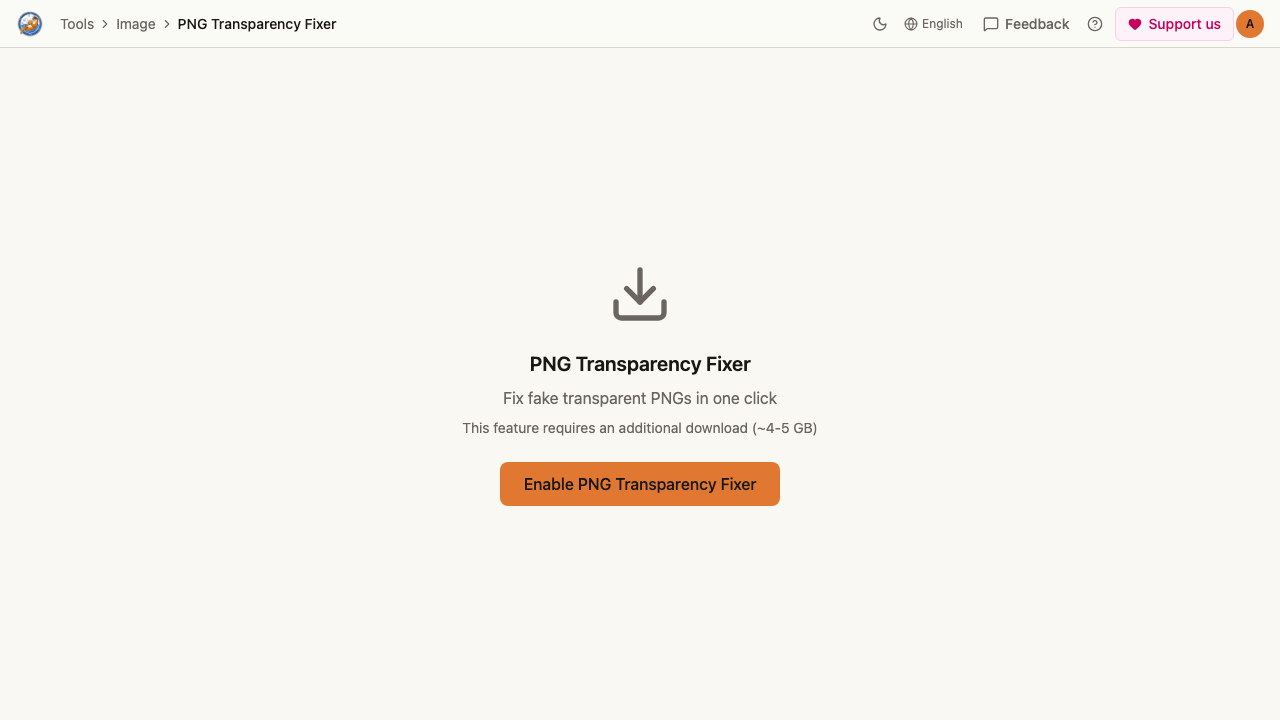 Tools > Image > PNG Transparency Fixer
English
Feedback
Support us
A
PNG Transparency Fixer
Fix fake transparent PNGs in one click
This feature requires an additional download (~4-5 GB)
Enable PNG Transparency Fixer